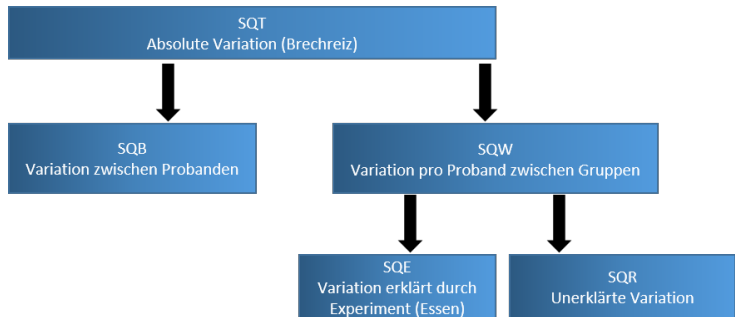 SQT
Absolute Variation (Brechreiz)
SQB
Variation zwischen Probanden
SQW
Variation pro Proband zwischen Gruppen
SQE
Variation erklärt durch
Experiment (Essen)
SQR
Unerklärte Variation